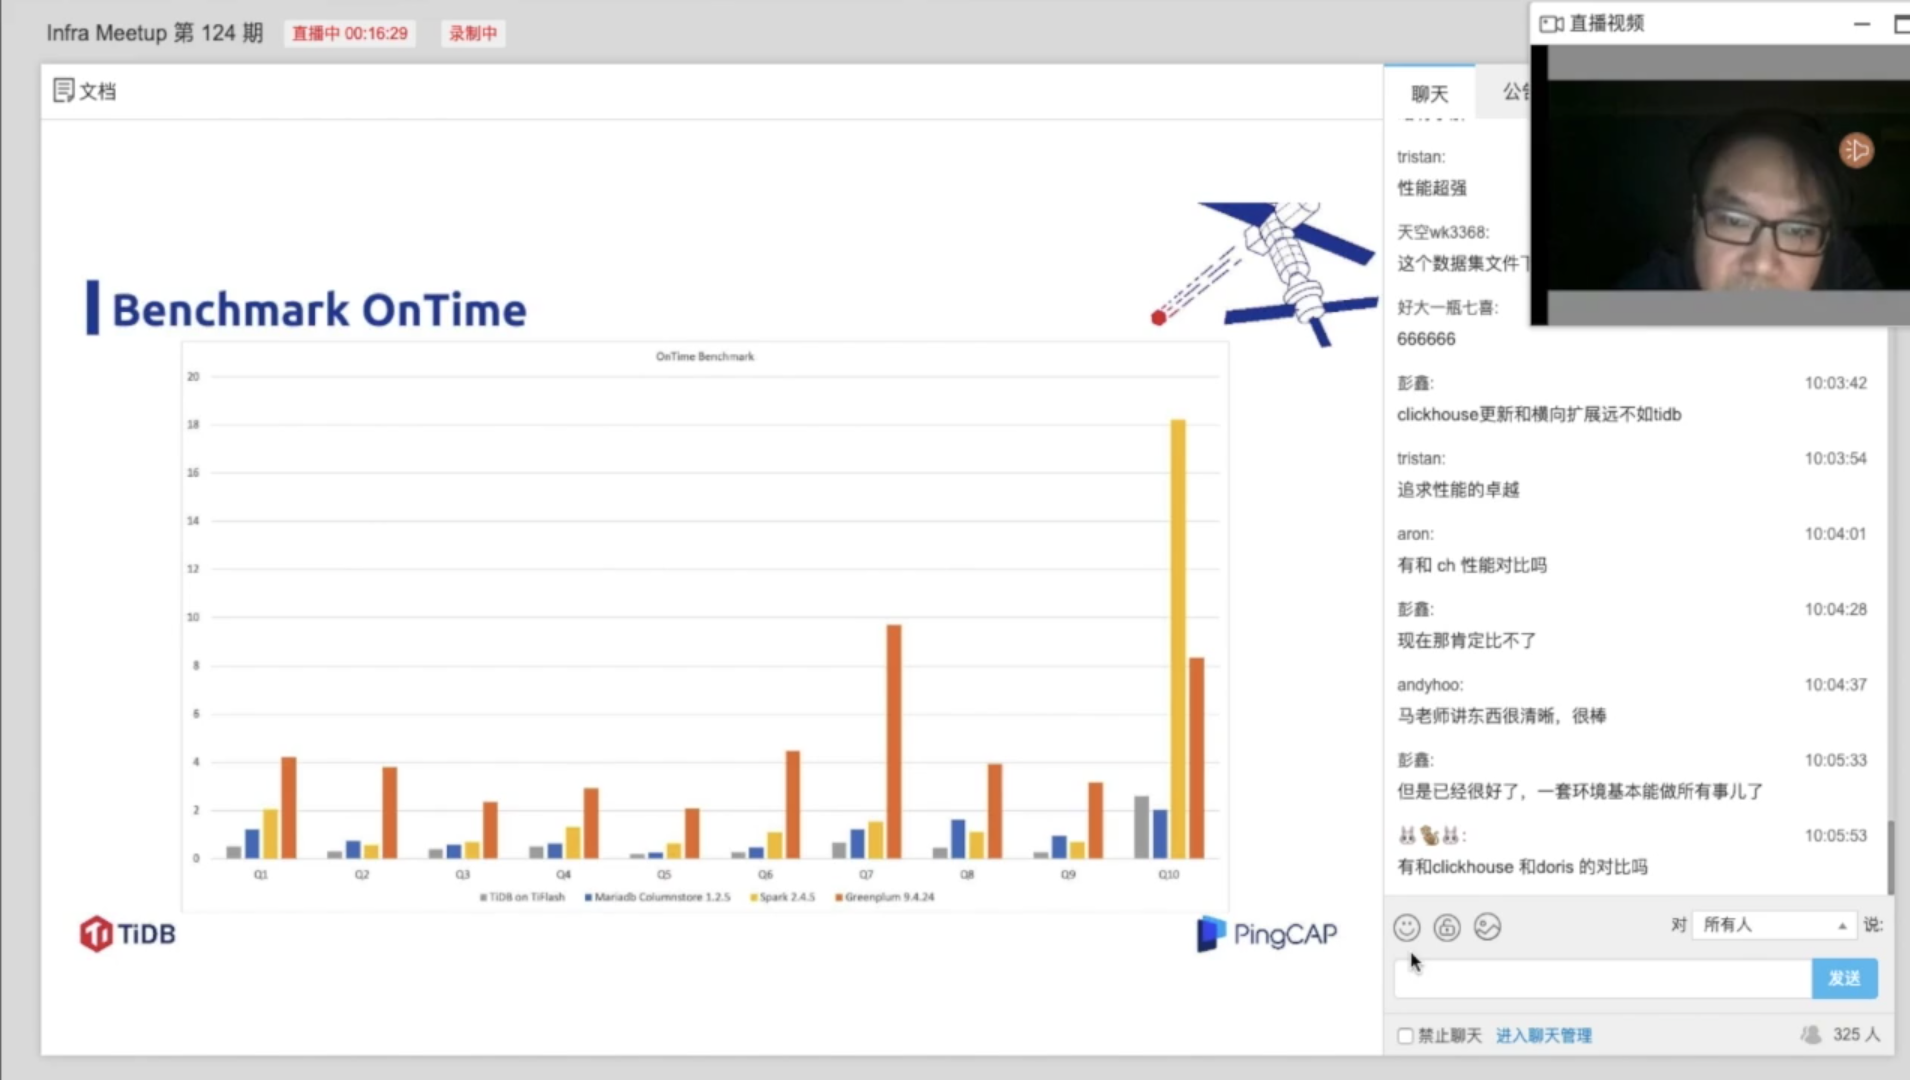 Infra Meetup 第 124 期
直播中 00:16:29
录制中
直播视频
文档
聊天
tristan:
性能超强
天空wk3368:
这个数据集文件
好大一瓶七喜:
666666
彭鑫:
10:03:42
clickhouse更新和横向扩展远不如tidb
tristan:
10:03:54
追求性能的卓越
aron:
10:04:01
有和 ch 性能对比吗
彭鑫:
10:04:28
现在那肯定比不了
andyhoo:
10:04:37
马老师讲东西很清晰，很棒
彭鑫:
10:05:33
但是已经很好了，一套环境基本能做所有事儿了
🐰🐿️🐰:
10:05:53
有和clickhouse 和doris 的对比吗
对 所有人 说:
发送
禁止聊天 进入聊天管理
325 人
Benchmark OnTime
OnTime Benchmark
20
18
16
14
12
10
8
6
4
2
0
Q1 Q2 Q3 Q4 Q5 Q6 Q7 Q8 Q9 Q10
TiDB on TiFlash Mariadb Columnstore 1.2.5 Spark 2.4.5 Greenplum 9.4.24
TiDB
PingCAP